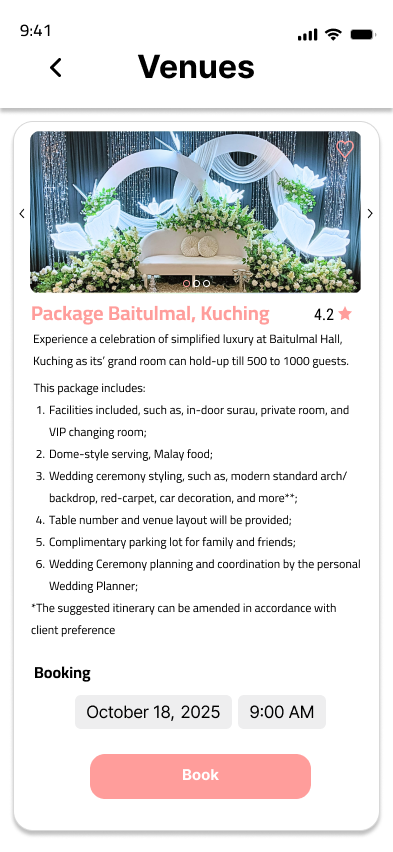 9:41
Venues
Package Baitulmal, Kuching
4.2
Experience a celebration of simplified luxury at Baitulmal Hall,
Kuching as its’ grand room can hold-up till 500 to 1000 guests.
This package includes:
1. Facilities included, such as, in-door surau, private room, and
VIP changing room;
2. Dome-style serving, Malay food;
3. Wedding ceremony styling, such as, modern standard arch/
backdrop, red-carpet, car decoration, and more**;
4. Table number and venue layout will be provided;
5. Complimentary parking lot for family and friends;
6. Wedding Ceremony planning and coordination by the personal
Wedding Planner;
*The suggested itinerary can be amended in accordance with
client preference
Booking
October 18, 2025
9:00 AM
Book